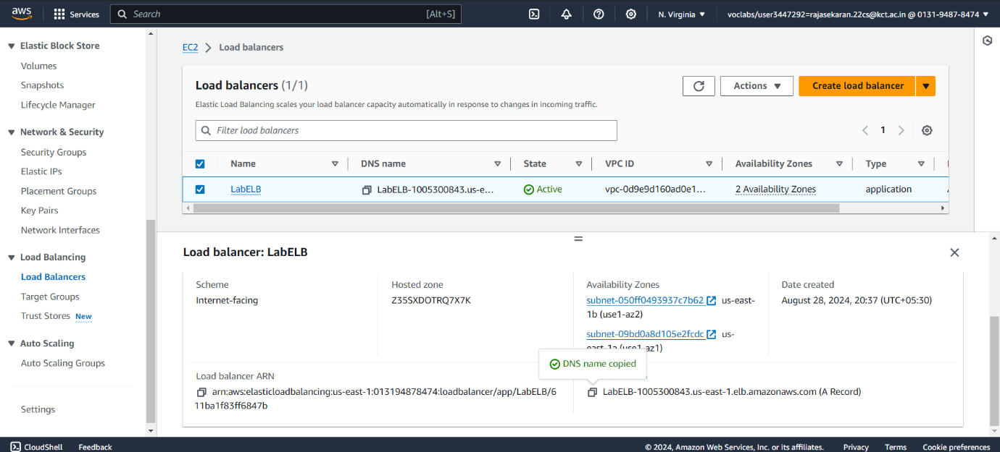 aws
Services
Search
[Alt+S]
N. Virginia
voclabs/user3447292=rajasekaran.22cs@kct.ac.in @ 0131-9487-8474
Elastic Block Store
Volumes
Snapshots
Lifecycle Manager
Network & Security
Security Groups
Elastic IPs
Placement Groups
Key Pairs
Network Interfaces
Load Balancing
Load Balancers
Target Groups
Trust Stores New
Auto Scaling
Auto Scaling Groups
Settings
EC2 > Load balancers
Load balancers (1/1)
Actions
Create load balancer
Elastic Load Balancing scales your load balancer capacity automatically in response to changes in incoming traffic.
Filter load balancers
1
Name
DNS name
State
VPC ID
Availability Zones
Type
LabELB
LabELB-1005300843.us-e...
Active
vpc-0d9e9d160ad0e1...
2 Availability Zones
application
Load balancer: LabELB
Scheme
Internet-facing
Hosted zone
Z35SXDOTRQ7X7K
Availability Zones
subnet-050ff0493937c7b62 us-east-
1b (use1-az2)
subnet-09bd0a8d105e2fcdc us-
east-1a (use1-az1)
Date created
August 28, 2024, 20:37 (UTC+05:30)
DNS name copied
Load balancer ARN
arn:aws:elasticloadbalancing:us-east-1:013194878474:loadbalancer/app/LabELB/6
11ba1f83ff6847b
LabELB-1005300843.us-east-1.elb.amazonaws.com (A Record)
CloudShell
Feedback
© 2024, Amazon Web Services, Inc. or its affiliates.
Privacy
Terms
Cookie preferences